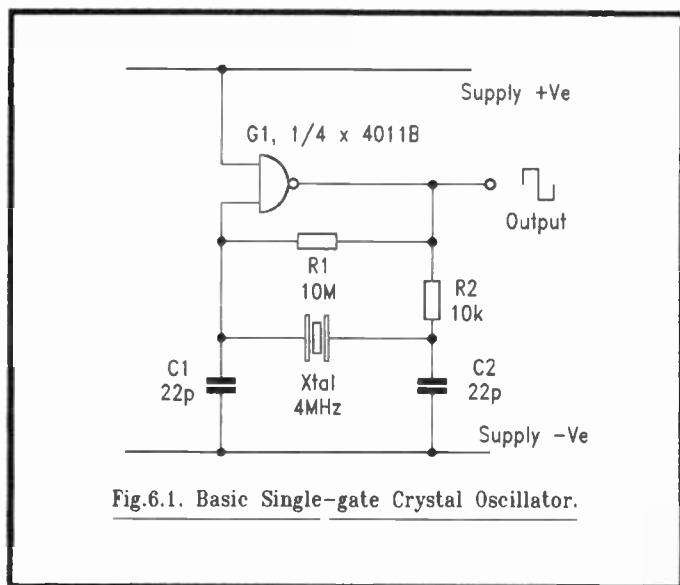 Supply +Ve
G1, 1/4 x 4011B
Output
R1
10M
R2
10k
C1
22p
Xtal
4MHz
C2
22p
Supply -Ve
Fig.6.1. Basic Single-gate Crystal Oscillator.